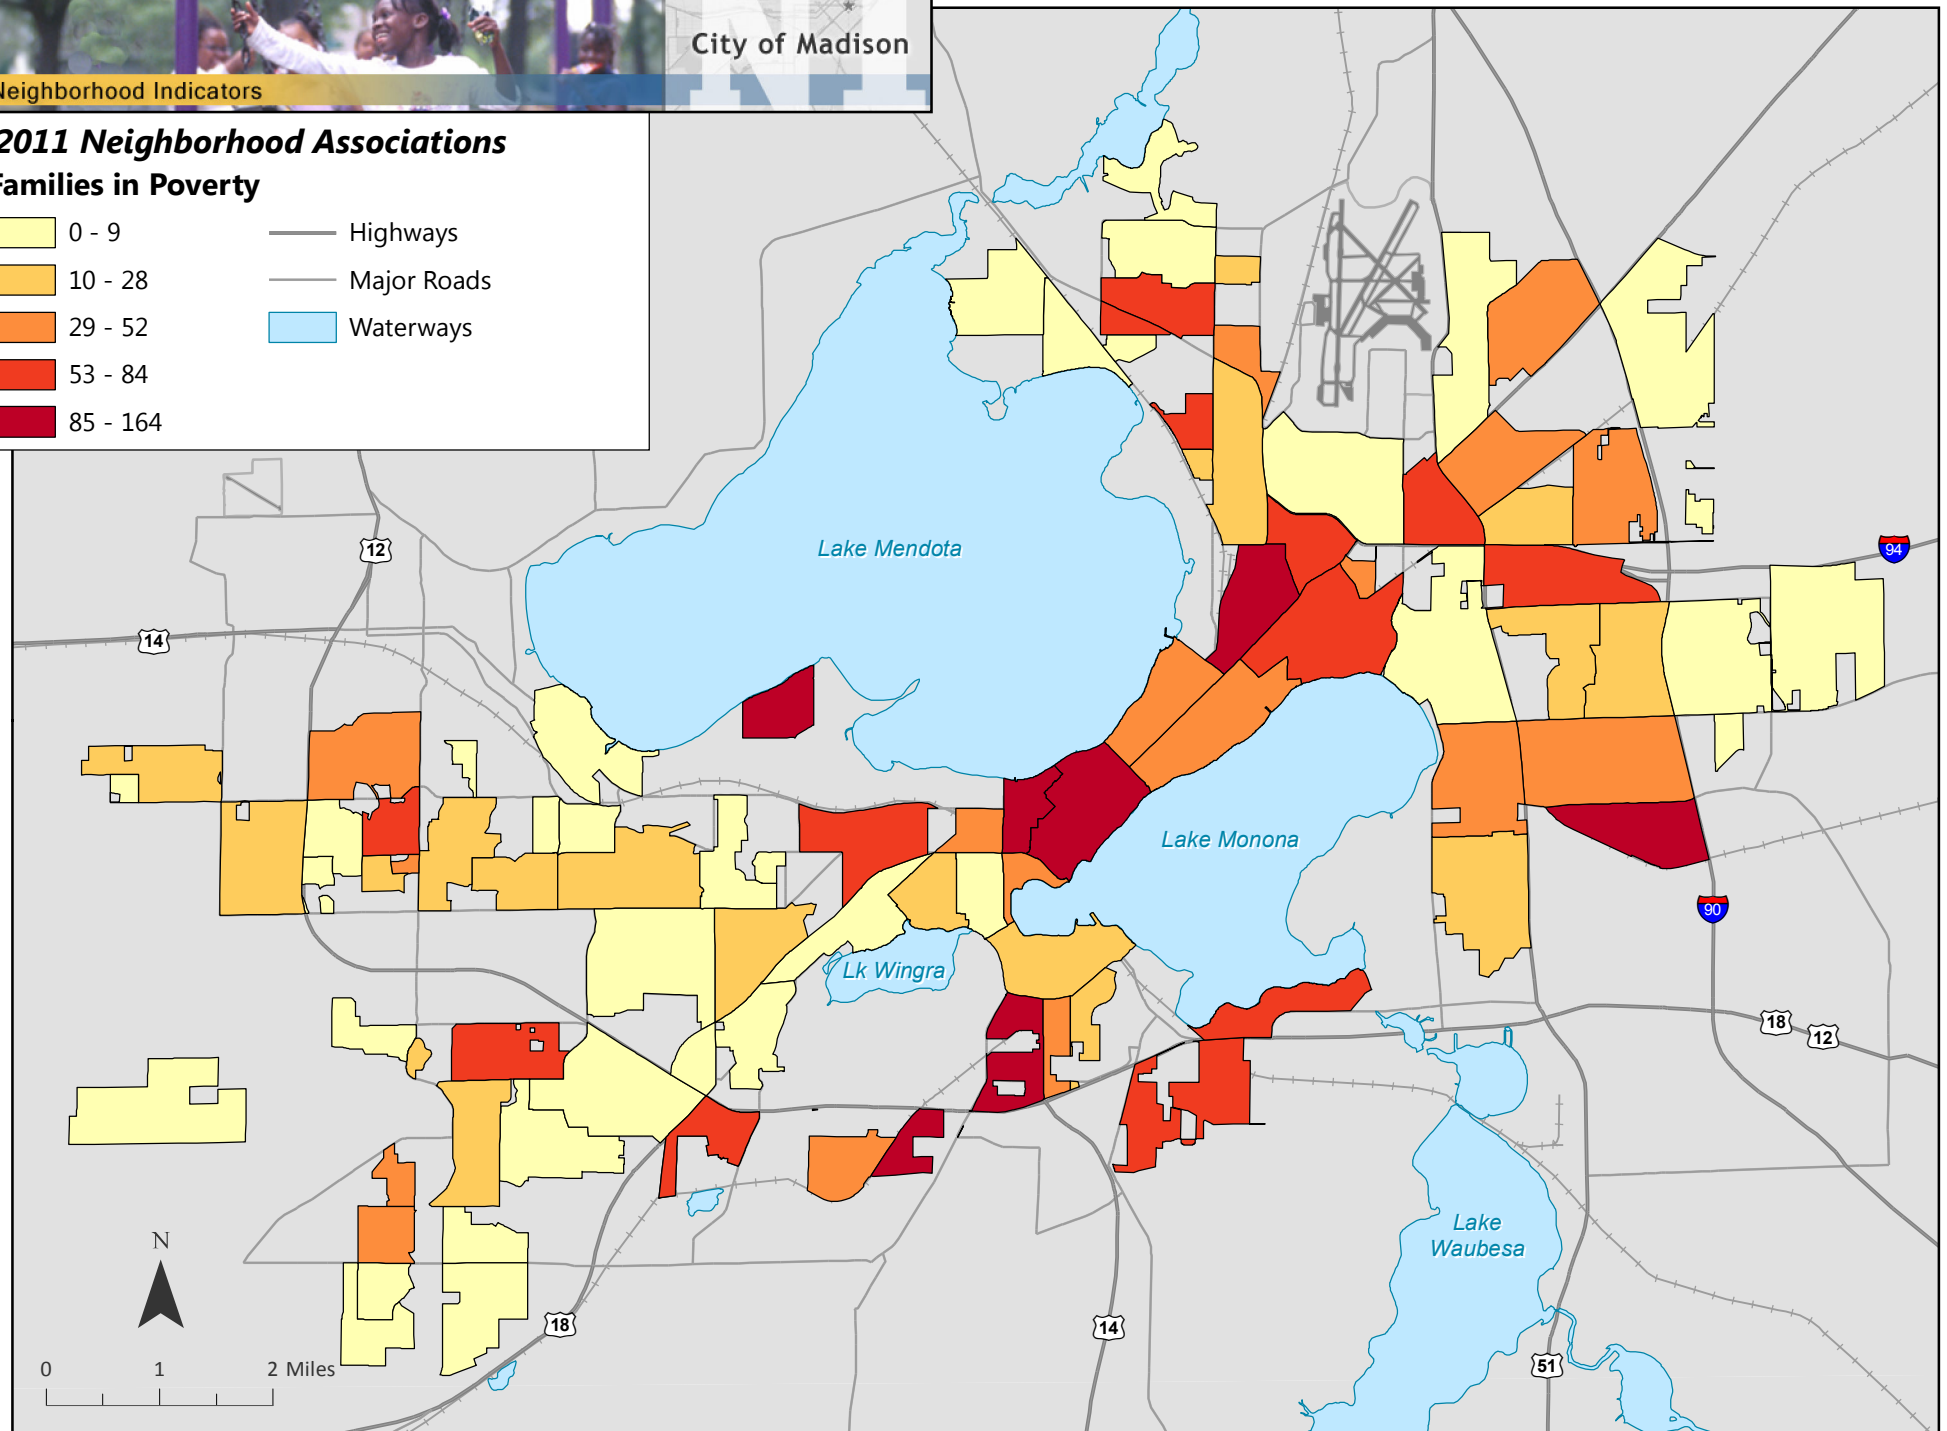 City of Madison
Neighborhood Indicators
2011 Neighborhood Associations
Families in Poverty
0 - 9
Highways
10 - 28
Major Roads
29 - 52
Waterways
53 - 84
85 - 164
12
Lake Mendota
94
14
Lake Monona
90
Lk Wingra
18
12
Lake
Waubesa
N
18
14
0 1 2 Miles
51